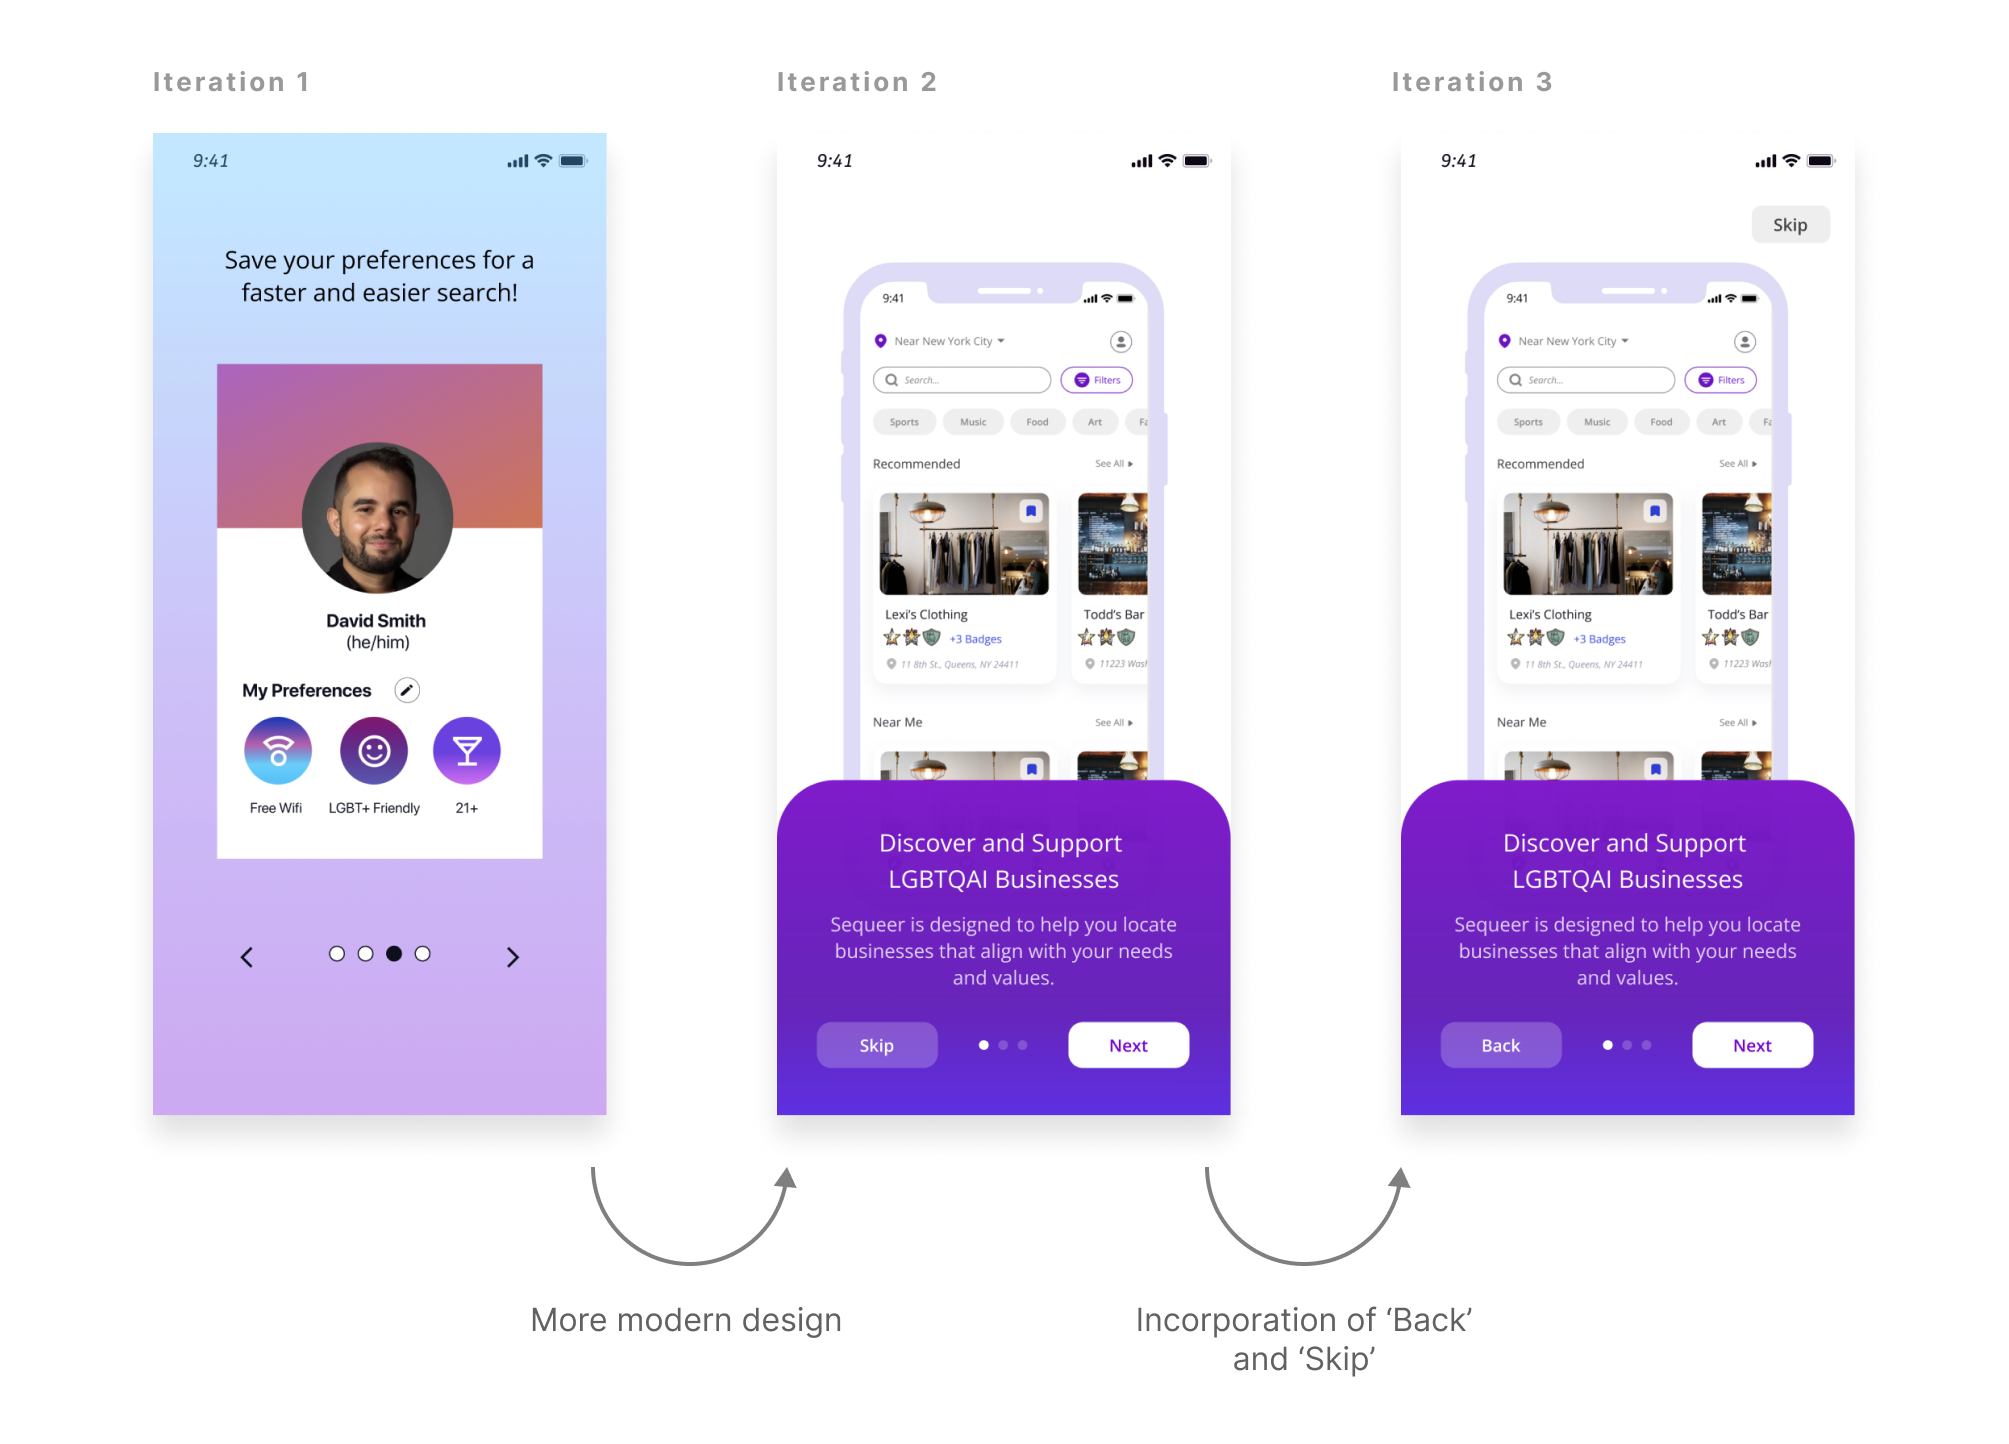 Iteration 1
Iteration 2
Iteration 3
9:41
Save your preferences for a
faster and easier search!
David Smith
(he/him)
My Preferences
Free Wifi
LGBT+ Friendly
21+
9:41
9:41
Near New York City
Search...
Filters
Sports
Music
Food
Art
Fa
Recommended
See All
Lexi's Clothing
+3 Badges
11 8th St., Queens, NY 24411
Todd's Bar
11223 Wash
Near Me
See All
Discover and Support
LGBTQAI Businesses
Sequeer is designed to help you locate
businesses that align with your needs
and values.
Skip
Next
9:41
Skip
9:41
Near New York City
Search...
Filters
Sports
Music
Food
Art
Fa
Recommended
See All
Lexi's Clothing
+3 Badges
11 8th St., Queens, NY 24411
Todd's Bar
11223 Wash
Near Me
See All
Discover and Support
LGBTQAI Businesses
Sequeer is designed to help you locate
businesses that align with your needs
and values.
Back
Next
More modern design
Incorporation of ‘Back’
and ‘Skip’